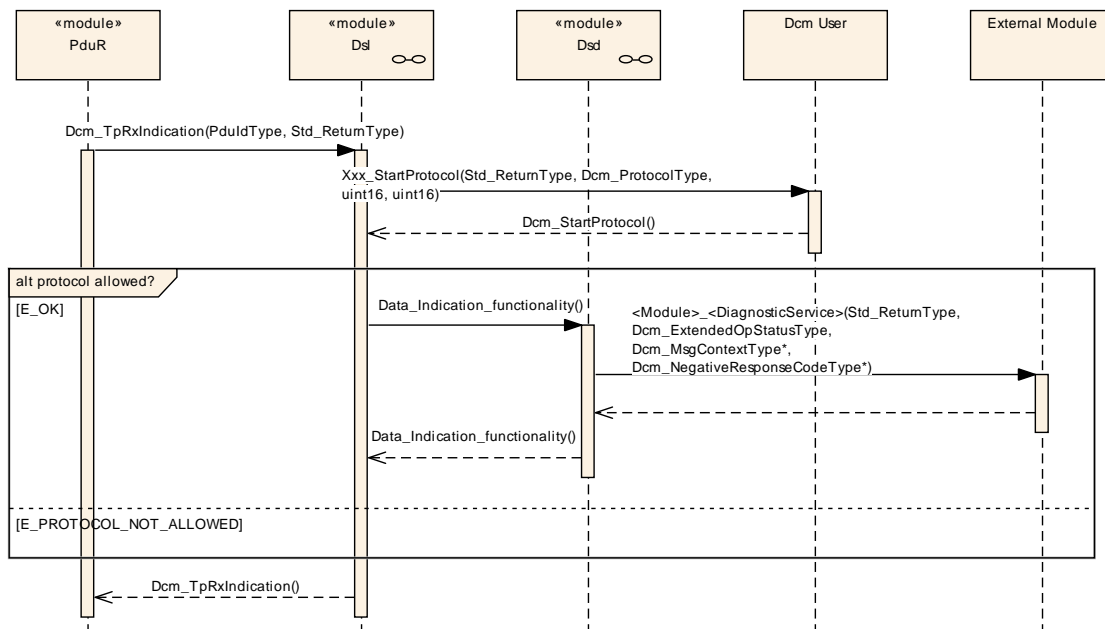 «module»
PduR
«module»
Dsl
«module»
Dsd
Dcm User
External Module
Dcm_TpRxIndication(PduIdType, Std_ReturnType)
Xxx_StartProtocol(Std_ReturnType, Dcm_ProtocolType,
uint16, uint16)
Dcm_StartProtocol()
alt protocol allowed?
[E_OK]
Data_Indication_functionality()
<Module>_<DiagnosticService>(Std_ReturnType,
Dcm_ExtendedOpStatusType,
Dcm_MsgContextType*,
Dcm_NegativeResponseCodeType*)
Data_Indication_functionality()
[E_PROTOCOL_NOT_ALLOWED]
Dcm_TpRxIndication()